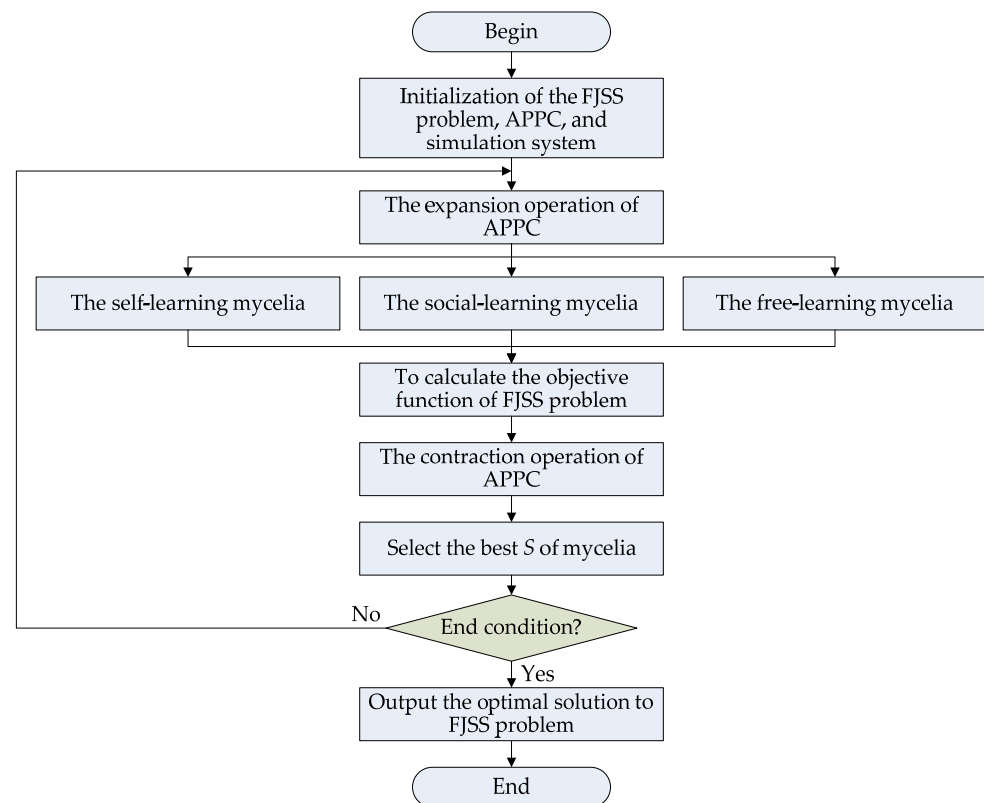 Begin
Initialization of the FJSS
problem, APPC, and
simulation system
The expansion operation of
APPC
The self-learning mycelia
The social-learning mycelia
The free-learning mycelia
To calculate the objective
function of FJSS problem
The contraction operation of
APPC
Select the best S of mycelia
No
End condition?
Yes
Output the optimal solution to
FJSS problem
End